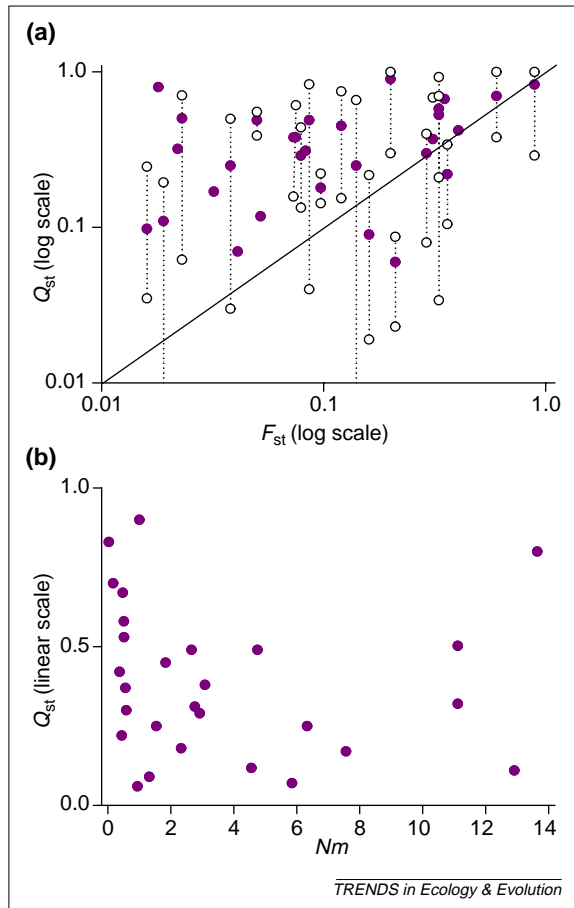 (a)
1.0
0.1
0.01
Qst (log scale)
0.01 0.1 1.0
Fst (log scale)
(b)
1.0
0.5
0.0
Qst (linear scale)
0 2 4 6 8 10 12 14
Nm
TRENDS in Ecology & Evolution